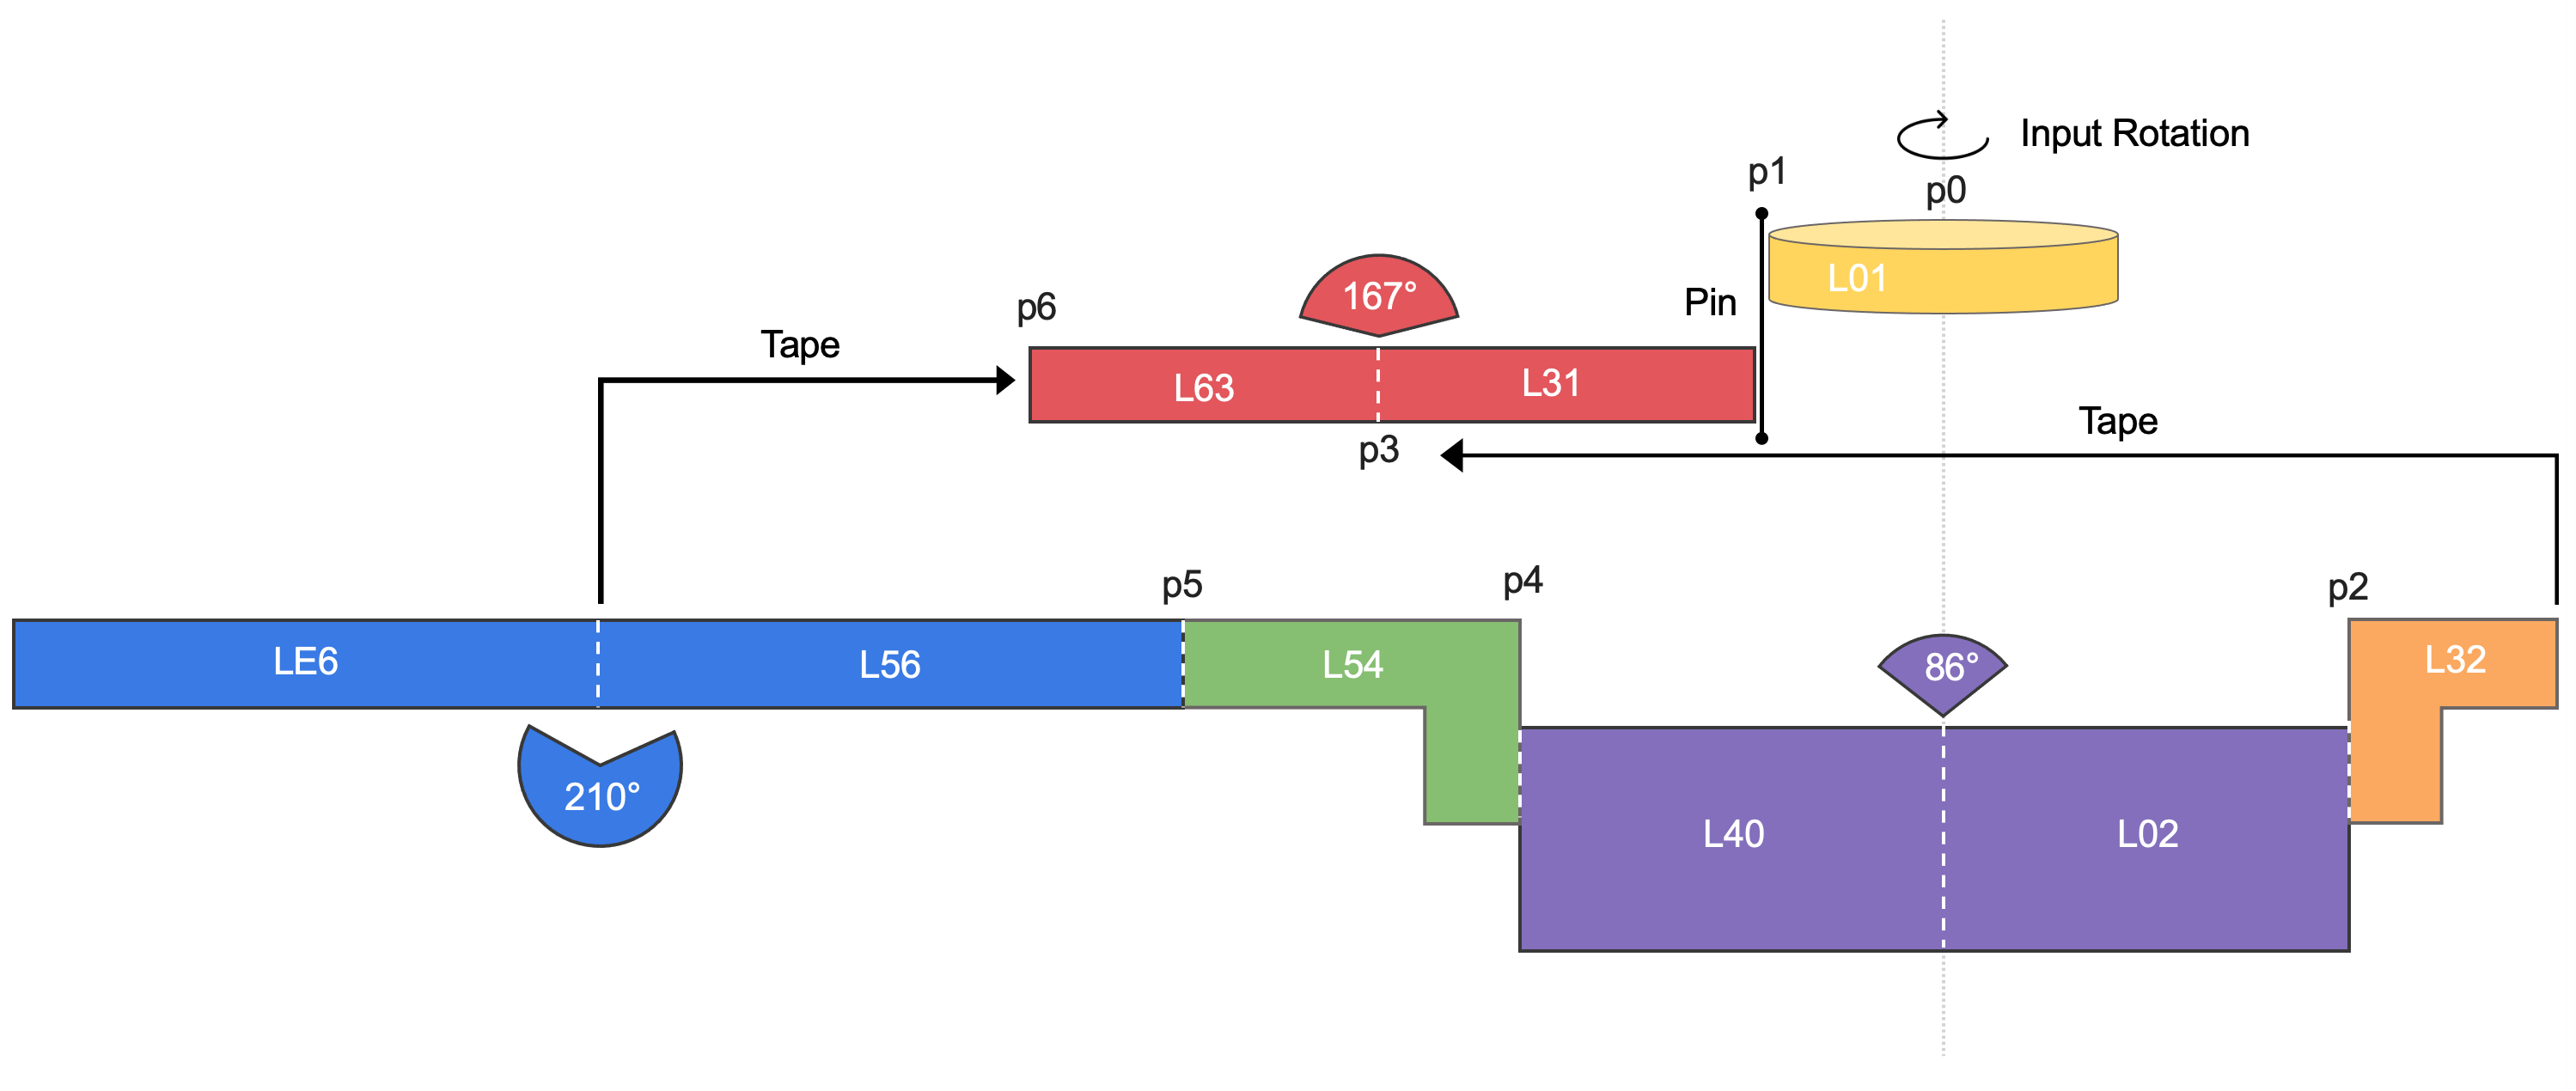 Input Rotation
p1
p0
L01
167°
Pin
p6
Tape
L63
L31
Tape
p3
p5
p4
p2
LE6
L56
L54
86°
L32
210°
L40
L02